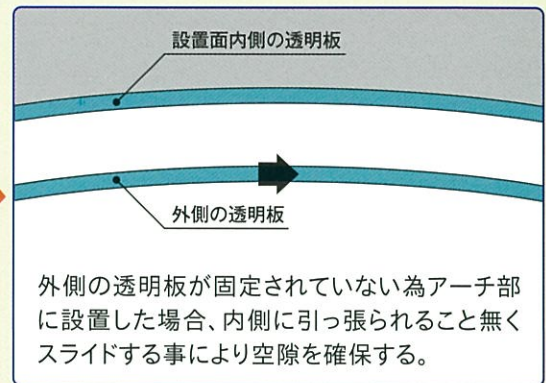 設置面内側の透明板
外側の透明板
外側の透明板が固定されていない為アーチ部
に設置した場合、内側に引っ張られること無く
スライドする事により空隙を確保する。